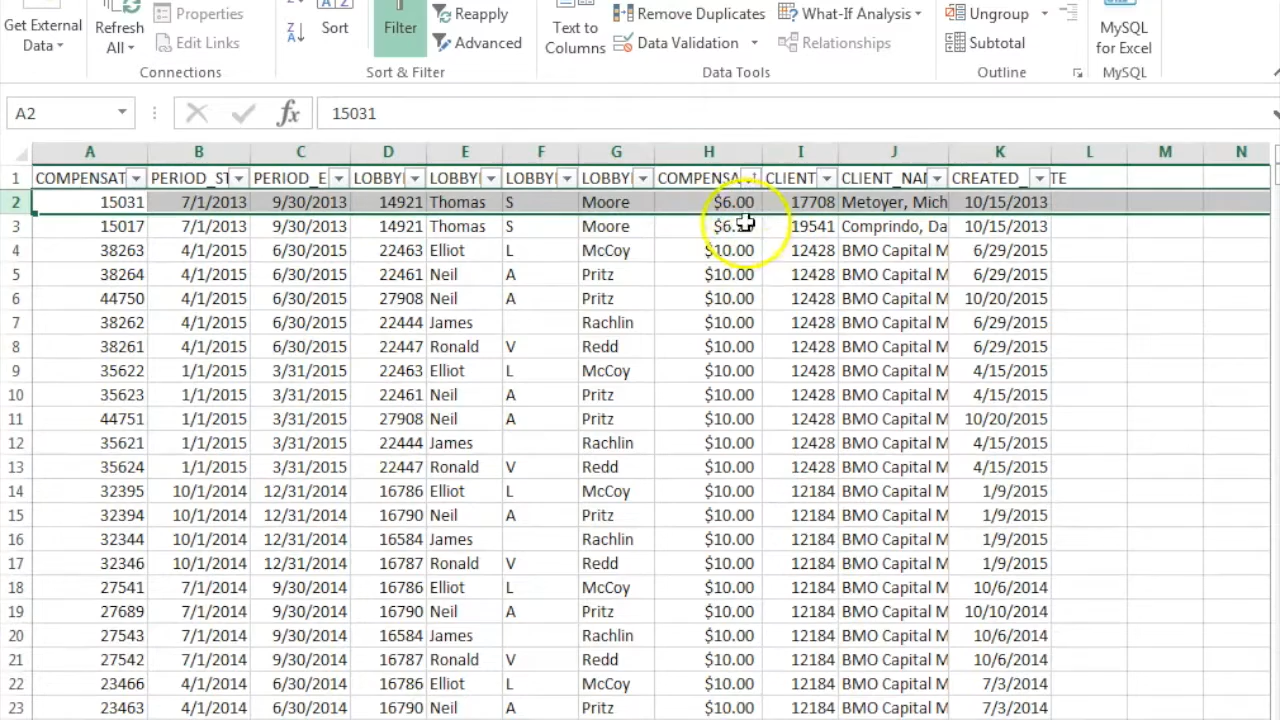 Get External Data
Properties
Edit Links
Refresh All
Connections
Sort
Filter
Reapply
Advanced
Sort & Filter
Text to Columns
Remove Duplicates
Data Validation
What-If Analysis
Relationships
Data Tools
Ungroup
Subtotal
Outline
MySQL for Excel
MySQL
A2 fx 15031
A B C D E F G H I J K L M N
1 COMPENSAT PERIOD_ST PERIOD_E LOBBY LOBBY LOBBY LOBBY COMPENSA CLIENT CLIENT_NA CREATED_ TE
2 15031 7/1/2013 9/30/2013 14921 Thomas S Moore $6.00 17708 Metoyer, Mich 10/15/2013
3 15017 7/1/2013 9/30/2013 14921 Thomas S Moore 19541 Comprindo, Da 10/15/2013
4 38263 4/1/2015 6/30/2015 22463 Elliot L McCoy $10.00 12428 BMO Capital M 6/29/2015
5 38264 4/1/2015 6/30/2015 22461 Neil A Pritz $10.00 12428 BMO Capital M 6/29/2015
6 44750 4/1/2015 6/30/2015 27908 Neil A Pritz $10.00 12428 BMO Capital M 10/20/2015
7 38262 4/1/2015 6/30/2015 22444 James Rachlin $10.00 12428 BMO Capital M 6/29/2015
8 38261 4/1/2015 6/30/2015 22447 Ronald V Redd $10.00 12428 BMO Capital M 6/29/2015
9 35622 1/1/2015 3/31/2015 22463 Elliot L McCoy $10.00 12428 BMO Capital M 4/15/2015
10 35623 1/1/2015 3/31/2015 22461 Neil A Pritz $10.00 12428 BMO Capital M 4/15/2015
11 44751 1/1/2015 3/31/2015 27908 Neil A Pritz $10.00 12428 BMO Capital M 10/20/2015
12 35621 1/1/2015 3/31/2015 22444 James Rachlin $10.00 12428 BMO Capital M 4/15/2015
13 35624 1/1/2015 3/31/2015 22447 Ronald V Redd $10.00 12428 BMO Capital M 4/15/2015
14 32395 10/1/2014 12/31/2014 16786 Elliot L McCoy $10.00 12184 BMO Capital M 1/9/2015
15 32394 10/1/2014 12/31/2014 16790 Neil A Pritz $10.00 12184 BMO Capital M 1/9/2015
16 32344 10/1/2014 12/31/2014 16584 James Rachlin $10.00 12184 BMO Capital M 1/9/2015
17 32346 10/1/2014 12/31/2014 16787 Ronald V Redd $10.00 12184 BMO Capital M 1/9/2015
18 27541 7/1/2014 9/30/2014 16786 Elliot L McCoy $10.00 12184 BMO Capital M 10/6/2014
19 27689 7/1/2014 9/30/2014 16790 Neil A Pritz $10.00 12184 BMO Capital M 10/10/2014
20 27543 7/1/2014 9/30/2014 16584 James Rachlin $10.00 12184 BMO Capital M 10/6/2014
21 27542 7/1/2014 9/30/2014 16787 Ronald V Redd $10.00 12184 BMO Capital M 10/6/2014
22 23466 4/1/2014 6/30/2014 16786 Elliot L McCoy $10.00 12184 BMO Capital M 7/3/2014
23 23463 4/1/2014 6/30/2014 16790 Neil A Pritz $10.00 12184 BMO Capital M 7/3/2014